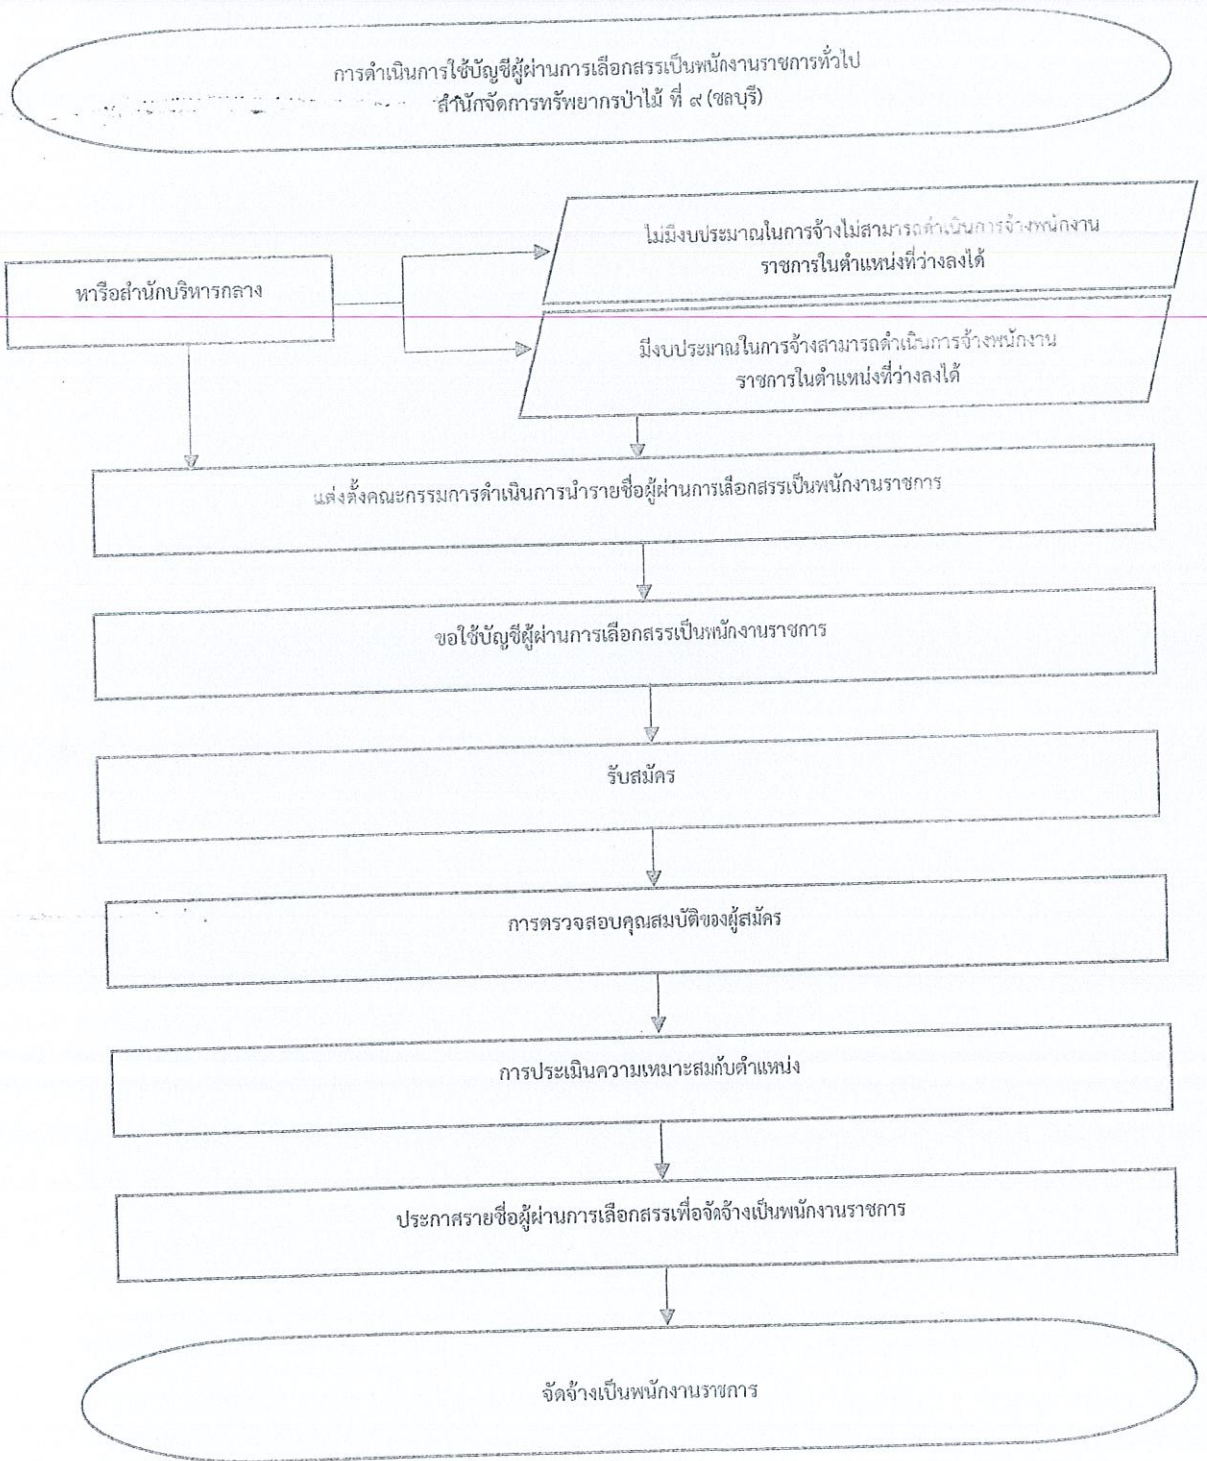 การดำเนินการใช้บัญชีผู้ผ่านการเลือกสรรเป็นพนักงานราชการทั่วไป
สำนักจัดการทรัพยากรป่าไม้ ที่ ๙ (ชลบุรี)
ไม่มีงบประมาณในการจ้างไม่สามารถดำเนินการจ้างพนักงาน
ราชการในตำแหน่งที่ว่างลงได้
หารือสำนักบริหารกลาง
มีงบประมาณในการจ้างสามารถดำเนินการจ้างพนักงาน
ราชการในตำแหน่งที่ว่างลงได้
แต่งตั้งคณะกรรมการดำเนินการนำรายชื่อผู้ผ่านการเลือกสรรเป็นพนักงานราชการ
ขอใช้บัญชีผู้ผ่านการเลือกสรรเป็นพนักงานราชการ
รับสมัคร
การตรวจสอบคุณสมบัติของผู้สมัคร
การประเมินความเหมาะสมกับตำแหน่ง
ประกาศรายชื่อผู้ผ่านการเลือกสรรเพื่อจัดจ้างเป็นพนักงานราชการ
จัดจ้างเป็นพนักงานราชการ